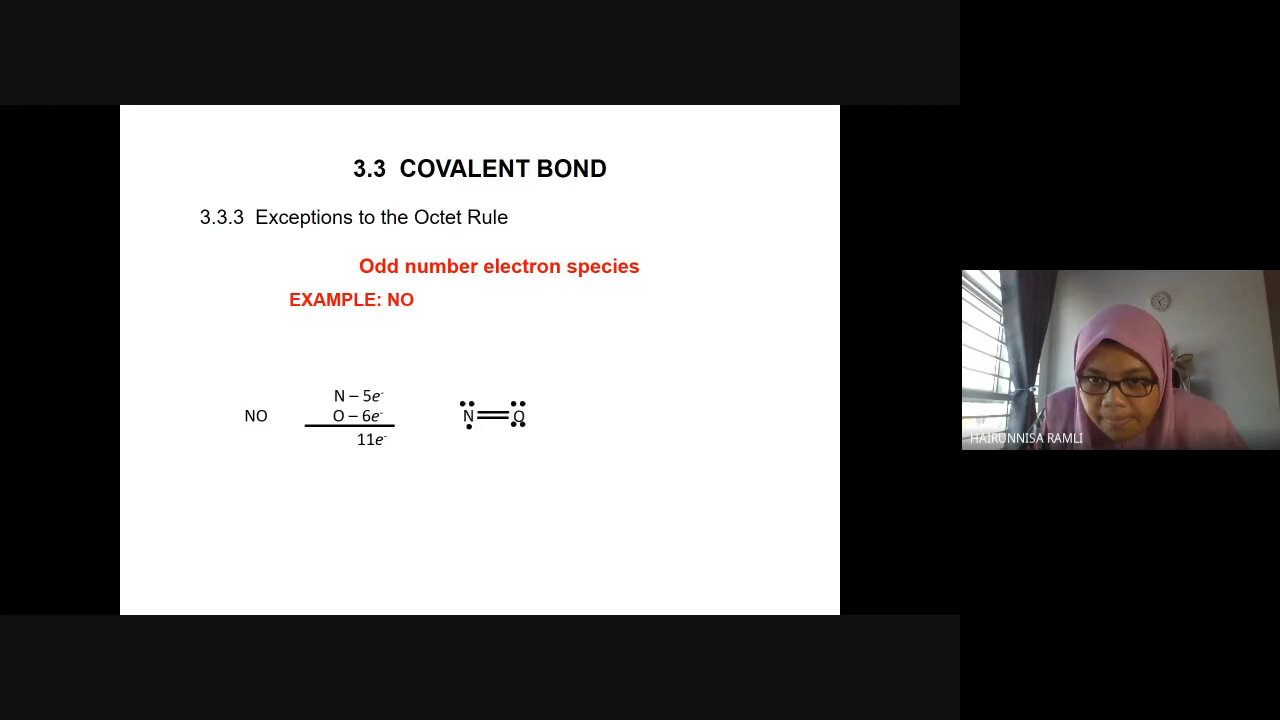 3.3 COVALENT BOND
3.3.3 Exceptions to the Octet Rule
Odd number electron species
EXAMPLE: NO
N – 5e⁻
NO O – 6e⁻ N O
11e⁻
HAIRUNNISA RAMLI